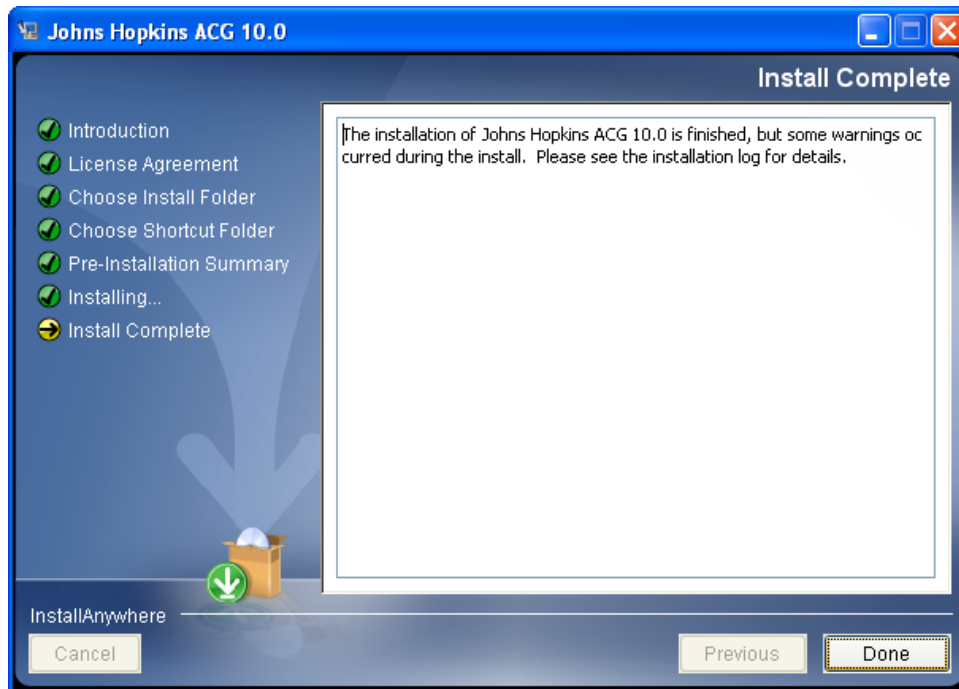 Johns Hopkins ACG 10.0
Install Complete
Introduction
License Agreement
Choose Install Folder
Choose Shortcut Folder
Pre-Installation Summary
Installing...
Install Complete
The installation of Johns Hopkins ACG 10.0 is finished, but some warnings oc
curred during the install.  Please see the installation log for details.
InstallAnywhere
Cancel
Previous
Done